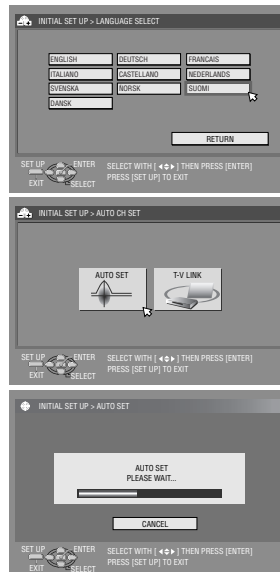 INITIAL SET UP > LANGUAGE SELECT
ENGLISH DEUTSCH FRANCAIS
ITALIANO CASTELLANO NEDERLANDS
SVENSKA NORSK SUOMI
DANSK
RETURN
SET UP ENTER SELECT WITH [ ] THEN PRESS [ENTER]
EXIT SELECT PRESS [SET UP] TO EXIT
INITIAL SET UP > AUTO CH SET
AUTO SET T-V LINK
SET UP ENTER SELECT WITH [ ] THEN PRESS [ENTER]
EXIT SELECT PRESS [SET UP] TO EXIT
INITIAL SET UP > AUTO SET
AUTO SET
PLEASE WAIT...
CANCEL
SET UP ENTER SELECT WITH [ ] THEN PRESS [ENTER]
EXIT SELECT PRESS [SET UP] TO EXIT